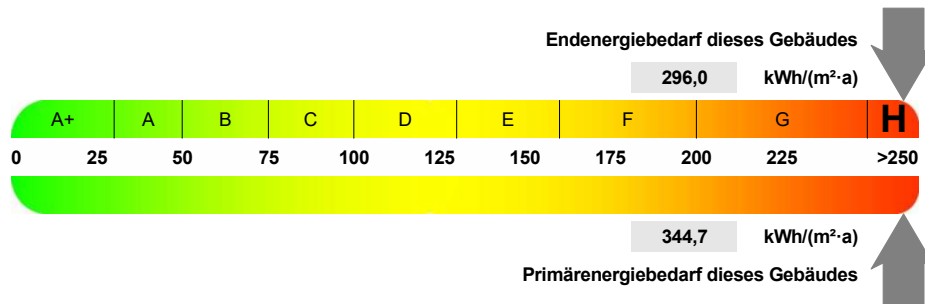 Endenergiebedarf dieses Gebäudes
296,0 kWh/(m²·a)
A+ A B C D E F G H
0 25 50 75 100 125 150 175 200 225 >250
344,7 kWh/(m²·a)
Primärenergiebedarf dieses Gebäudes